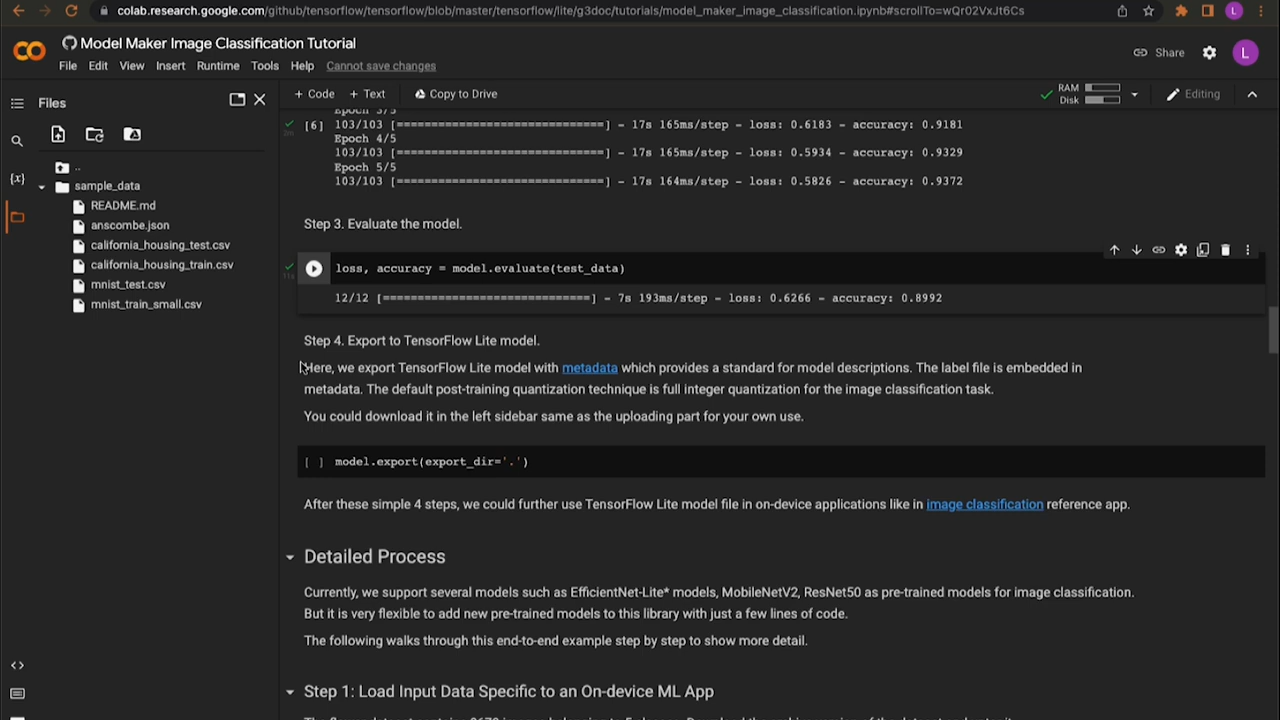 colab.research.google.com/github/tensorflow/tensorflow/blob/master/tensorflow/lite/g3doc/tutorials/model_maker_image_classification.ipynb#scrollTo=wQr02VxJt6Cs
L
Model Maker Image Classification Tutorial
File Edit View Insert Runtime Tools Help Cannot save changes
Share
L
Files
+ Code + Text Copy to Drive
RAM
Disk
Editing
..
sample_data
README.md
anscombe.json
california_housing_test.csv
california_housing_train.csv
mnist_test.csv
mnist_train_small.csv
{x}
Epoch 3/5
[6] 103/103 [==============================] - 17s 165ms/step - loss: 0.6183 - accuracy: 0.9181
Epoch 4/5
103/103 [==============================] - 17s 165ms/step - loss: 0.5934 - accuracy: 0.9329
Epoch 5/5
103/103 [==============================] - 17s 164ms/step - loss: 0.5826 - accuracy: 0.9372
Step 3. Evaluate the model.
loss, accuracy = model.evaluate(test_data)
12/12 [==============================] - 7s 193ms/step - loss: 0.6266 - accuracy: 0.8992
Step 4. Export to TensorFlow Lite model.
Here, we export TensorFlow Lite model with metadata which provides a standard for model descriptions. The label file is embedded in
metadata. The default post-training quantization technique is full integer quantization for the image classification task.
You could download it in the left sidebar same as the uploading part for your own use.
[ ] model.export(export_dir='.')
After these simple 4 steps, we could further use TensorFlow Lite model file in on-device applications like in image classification reference app.
Detailed Process
Currently, we support several models such as EfficientNet-Lite* models, MobileNetV2, ResNet50 as pre-trained models for image classification.
But it is very flexible to add new pre-trained models to this library with just a few lines of code.
The following walks through this end-to-end example step by step to show more detail.
Step 1: Load Input Data Specific to an On-device ML App